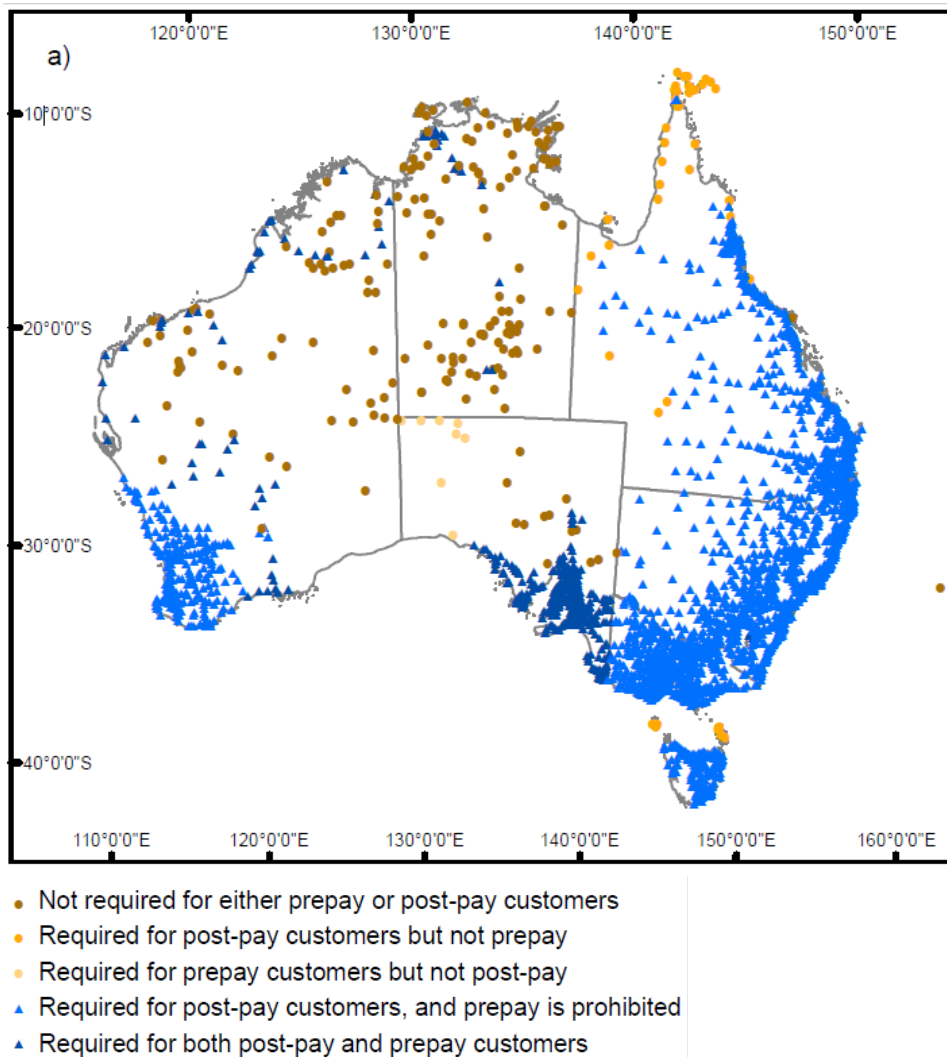 120°0'0"E 130°0'0"E 140°0'0"E 150°0'0"E
a)
10°0'0"S
20°0'0"S
30°0'0"S
40°0'0"S
110°0'0"E 120°0'0"E 130°0'0"E 140°0'0"E 150°0'0"E 160°0'0"E
Not required for either prepay or post-pay customers
Required for post-pay customers but not prepay
Required for prepay customers but not post-pay
Required for post-pay customers, and prepay is prohibited
Required for both post-pay and prepay customers